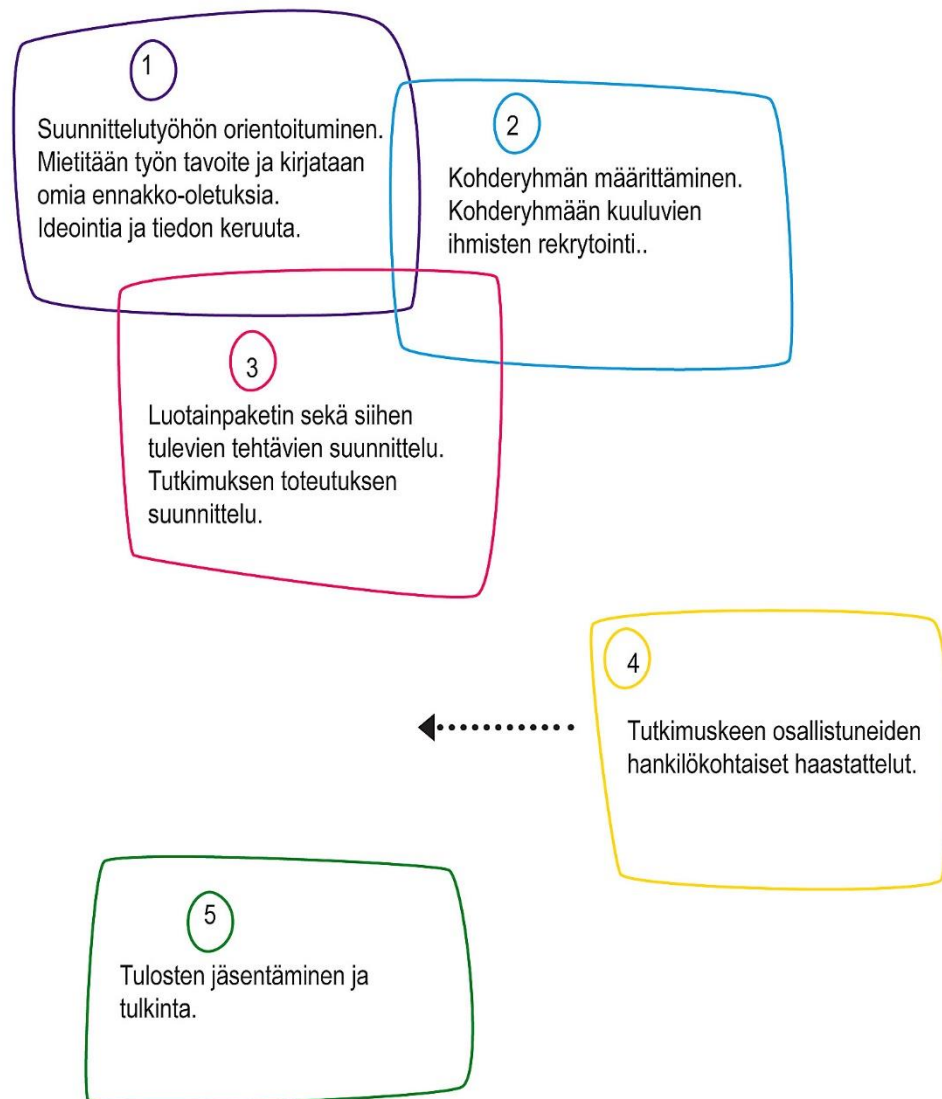 1
Suunnittelutyöhön orientoituminen.
Mietitään työn tavoite ja kirjataan
omia ennakko-oletuksia.
Ideointia ja tiedon keruuta.
2
Kohderyhmän määrittäminen.
Kohderyhmään kuuluvien
ihmisten rekrytointi..
3
Luotainpaketin sekä siihen
tulevien tehtävien suunnittelu.
Tutkimuksen toteutuksen
suunnittelu.
4
Tutkimuskeen osallistuneiden
hankilökohtaiset haastattelut.
5
Tulosten jäsentäminen ja
tulkinta.